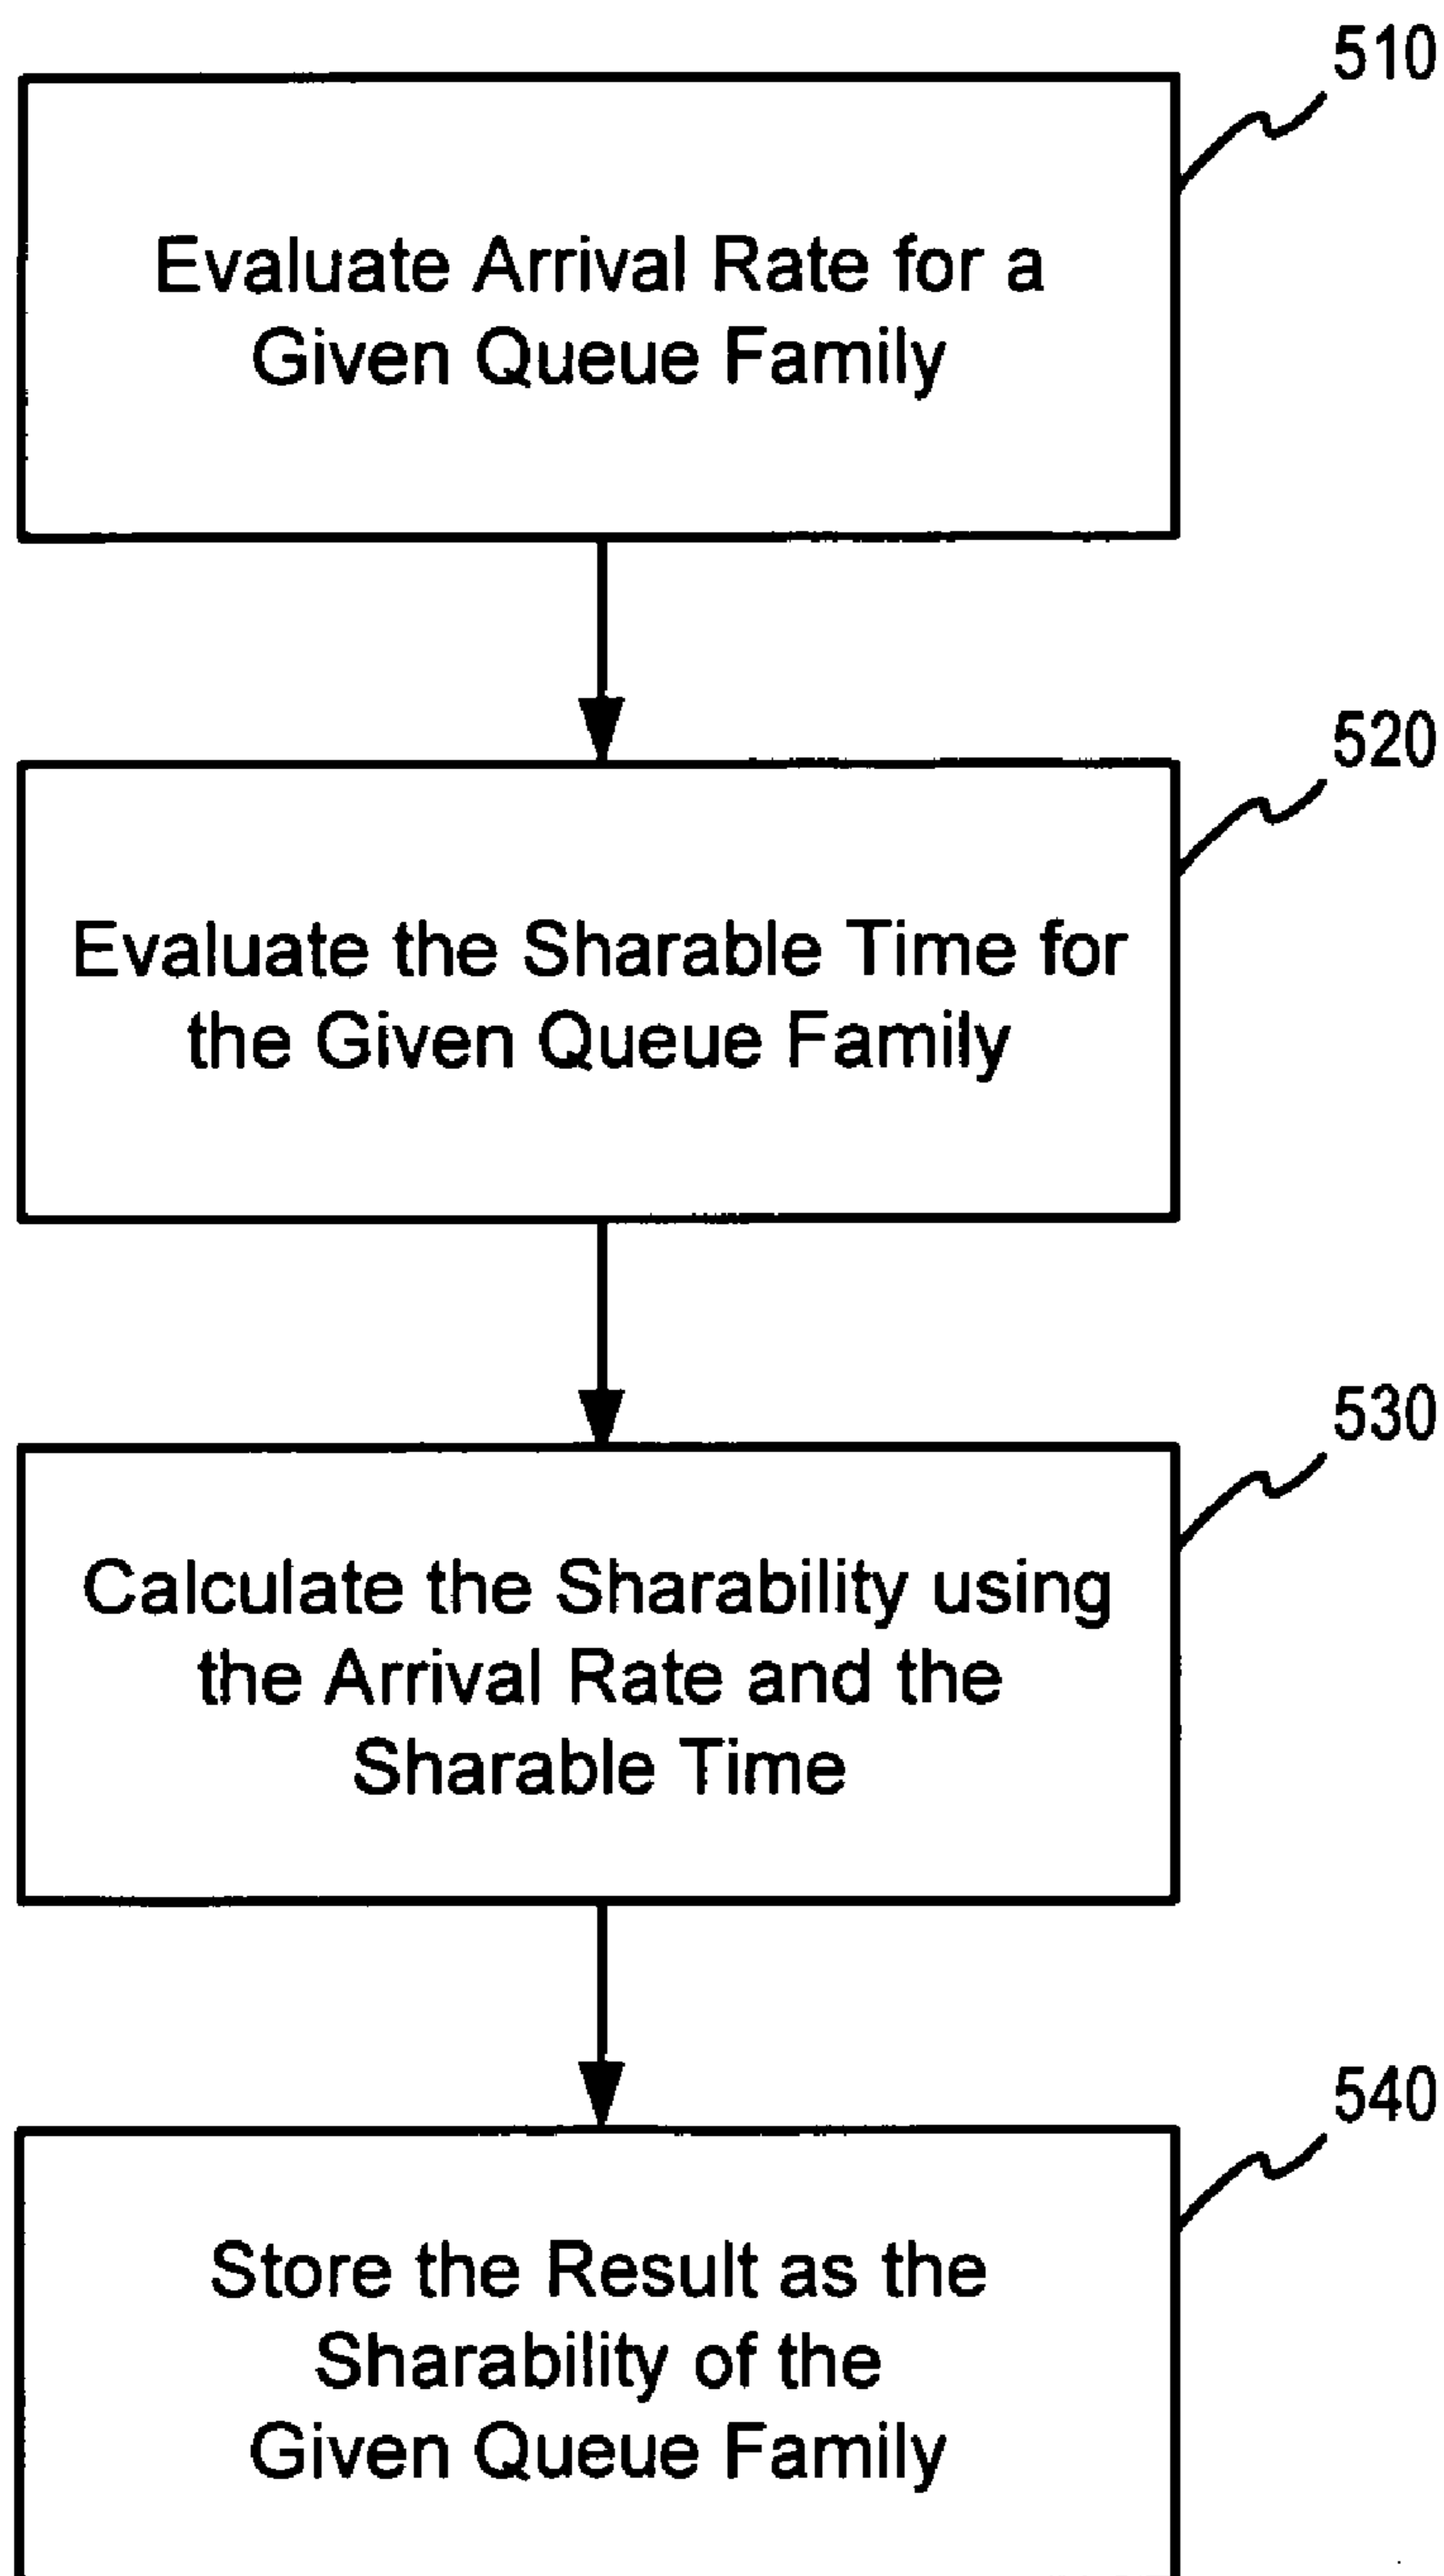 510
Evaluate Arrival Rate for a
Given Queue Family
520
Evaluate the Sharable Time for
the Given Queue Family
530
Calculate the Sharability using
the Arrival Rate and the
Sharable Time
540
Store the Result as the
Sharability of the
Given Queue Family